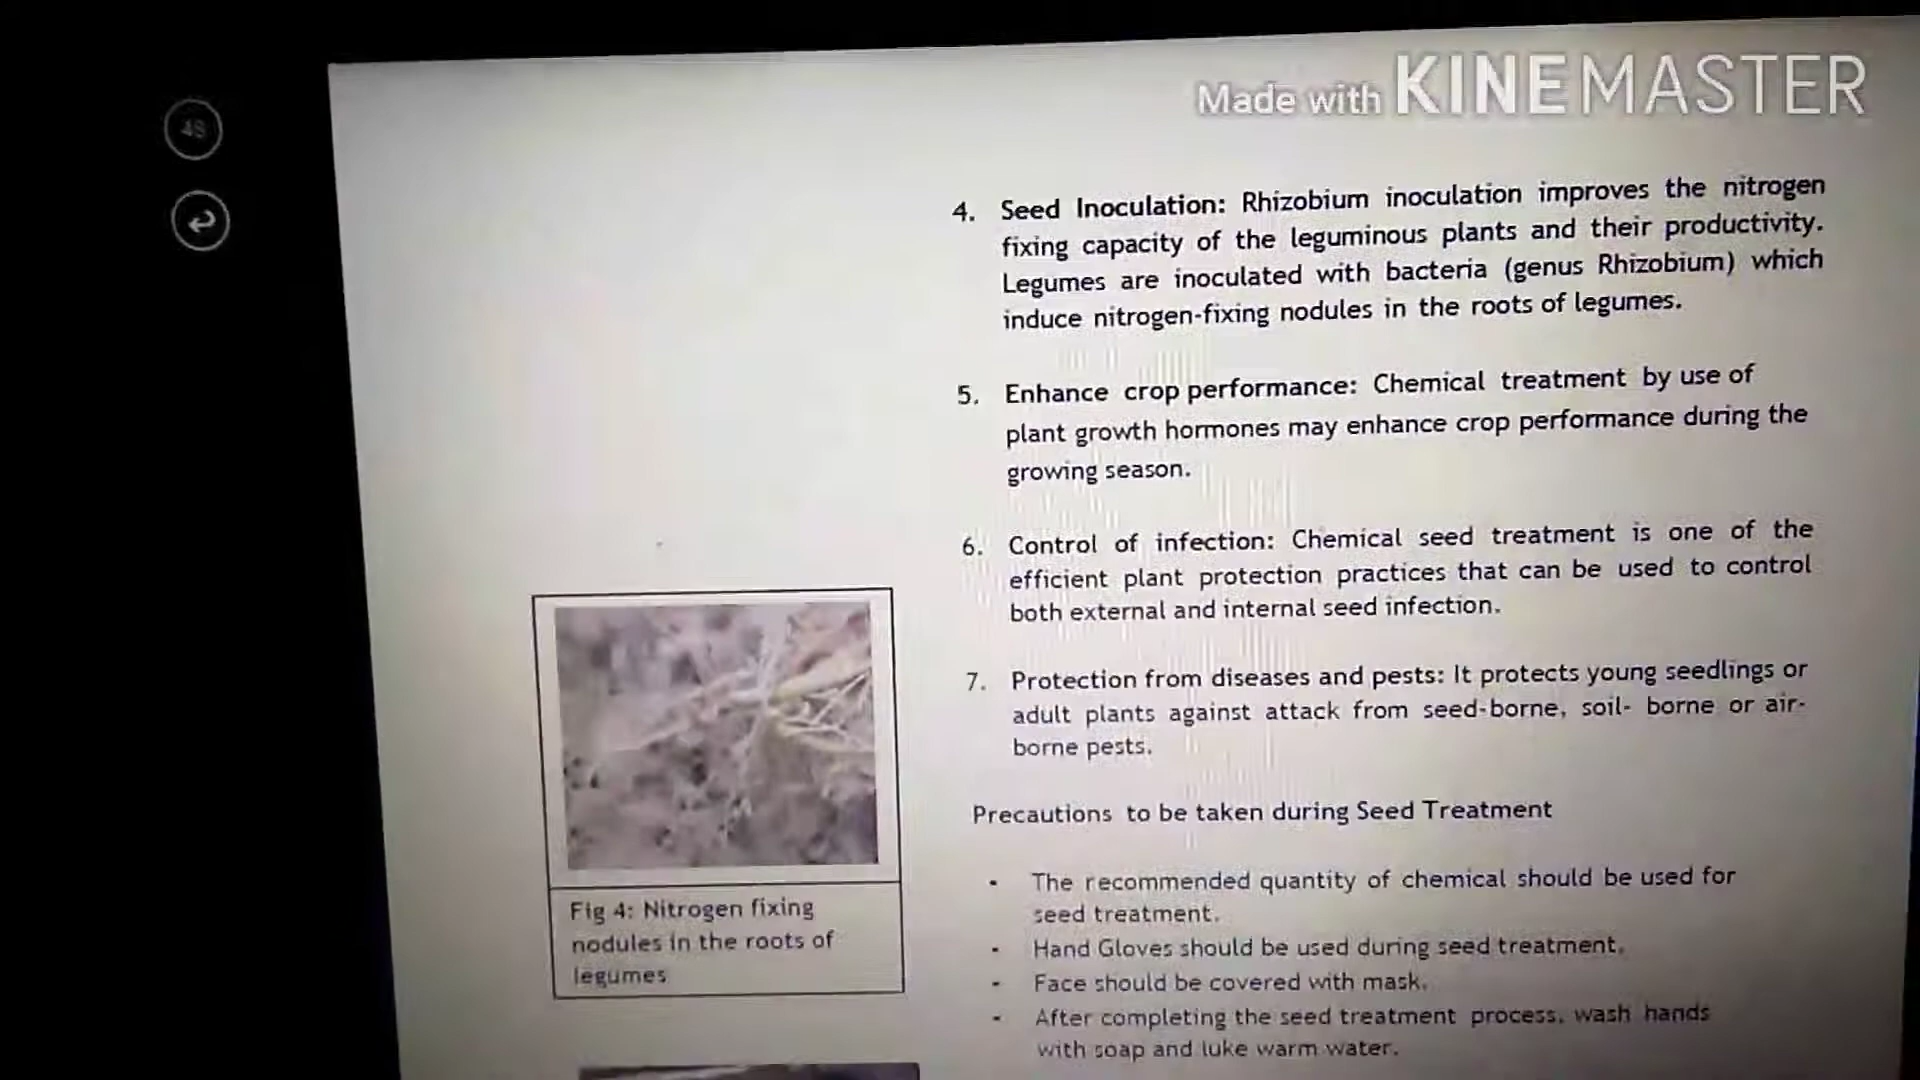 Made with KINEMASTER
48
4. Seed Inoculation: Rhizobium inoculation improves the nitrogen
fixing capacity of the leguminous plants and their productivity.
Legumes are inoculated with bacteria (genus Rhizobium) which
induce nitrogen-fixing nodules in the roots of legumes.
5. Enhance crop performance: Chemical treatment by use of
plant growth hormones may enhance crop performance during the
growing season.
6. Control of infection: Chemical seed treatment is one of the
efficient plant protection practices that can be used to control
both external and internal seed infection.
7. Protection from diseases and pests: It protects young seedlings or
adult plants against attack from seed-borne, soil- borne or air-
borne pests.
Fig 4: Nitrogen fixing
nodules in the roots of
legumes
Precautions to be taken during Seed Treatment
- The recommended quantity of chemical should be used for
seed treatment.
- Hand Gloves should be used during seed treatment.
- Face should be covered with mask.
- After completing the seed treatment process, wash hands
with soap and luke warm water.